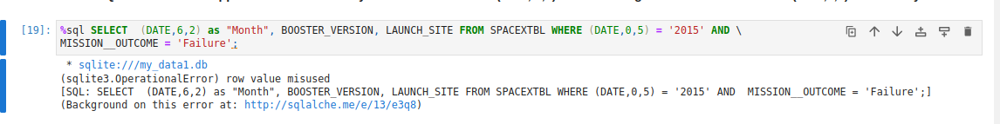 [19]: %sql SELECT (DATE,6,2) as "Month", BOOSTER_VERSION, LAUNCH_SITE FROM SPACEXTBL WHERE (DATE,0,5) = '2015' AND \
MISSION__OUTCOME = 'Failure';
* sqlite:///my_data1.db
(sqlite3.OperationalError) row value misused
[SQL: SELECT (DATE,6,2) as "Month", BOOSTER_VERSION, LAUNCH_SITE FROM SPACEXTBL WHERE (DATE,0,5) = '2015' AND MISSION__OUTCOME = 'Failure';]
(Background on this error at: http://sqlalche.me/e/13/e3q8)